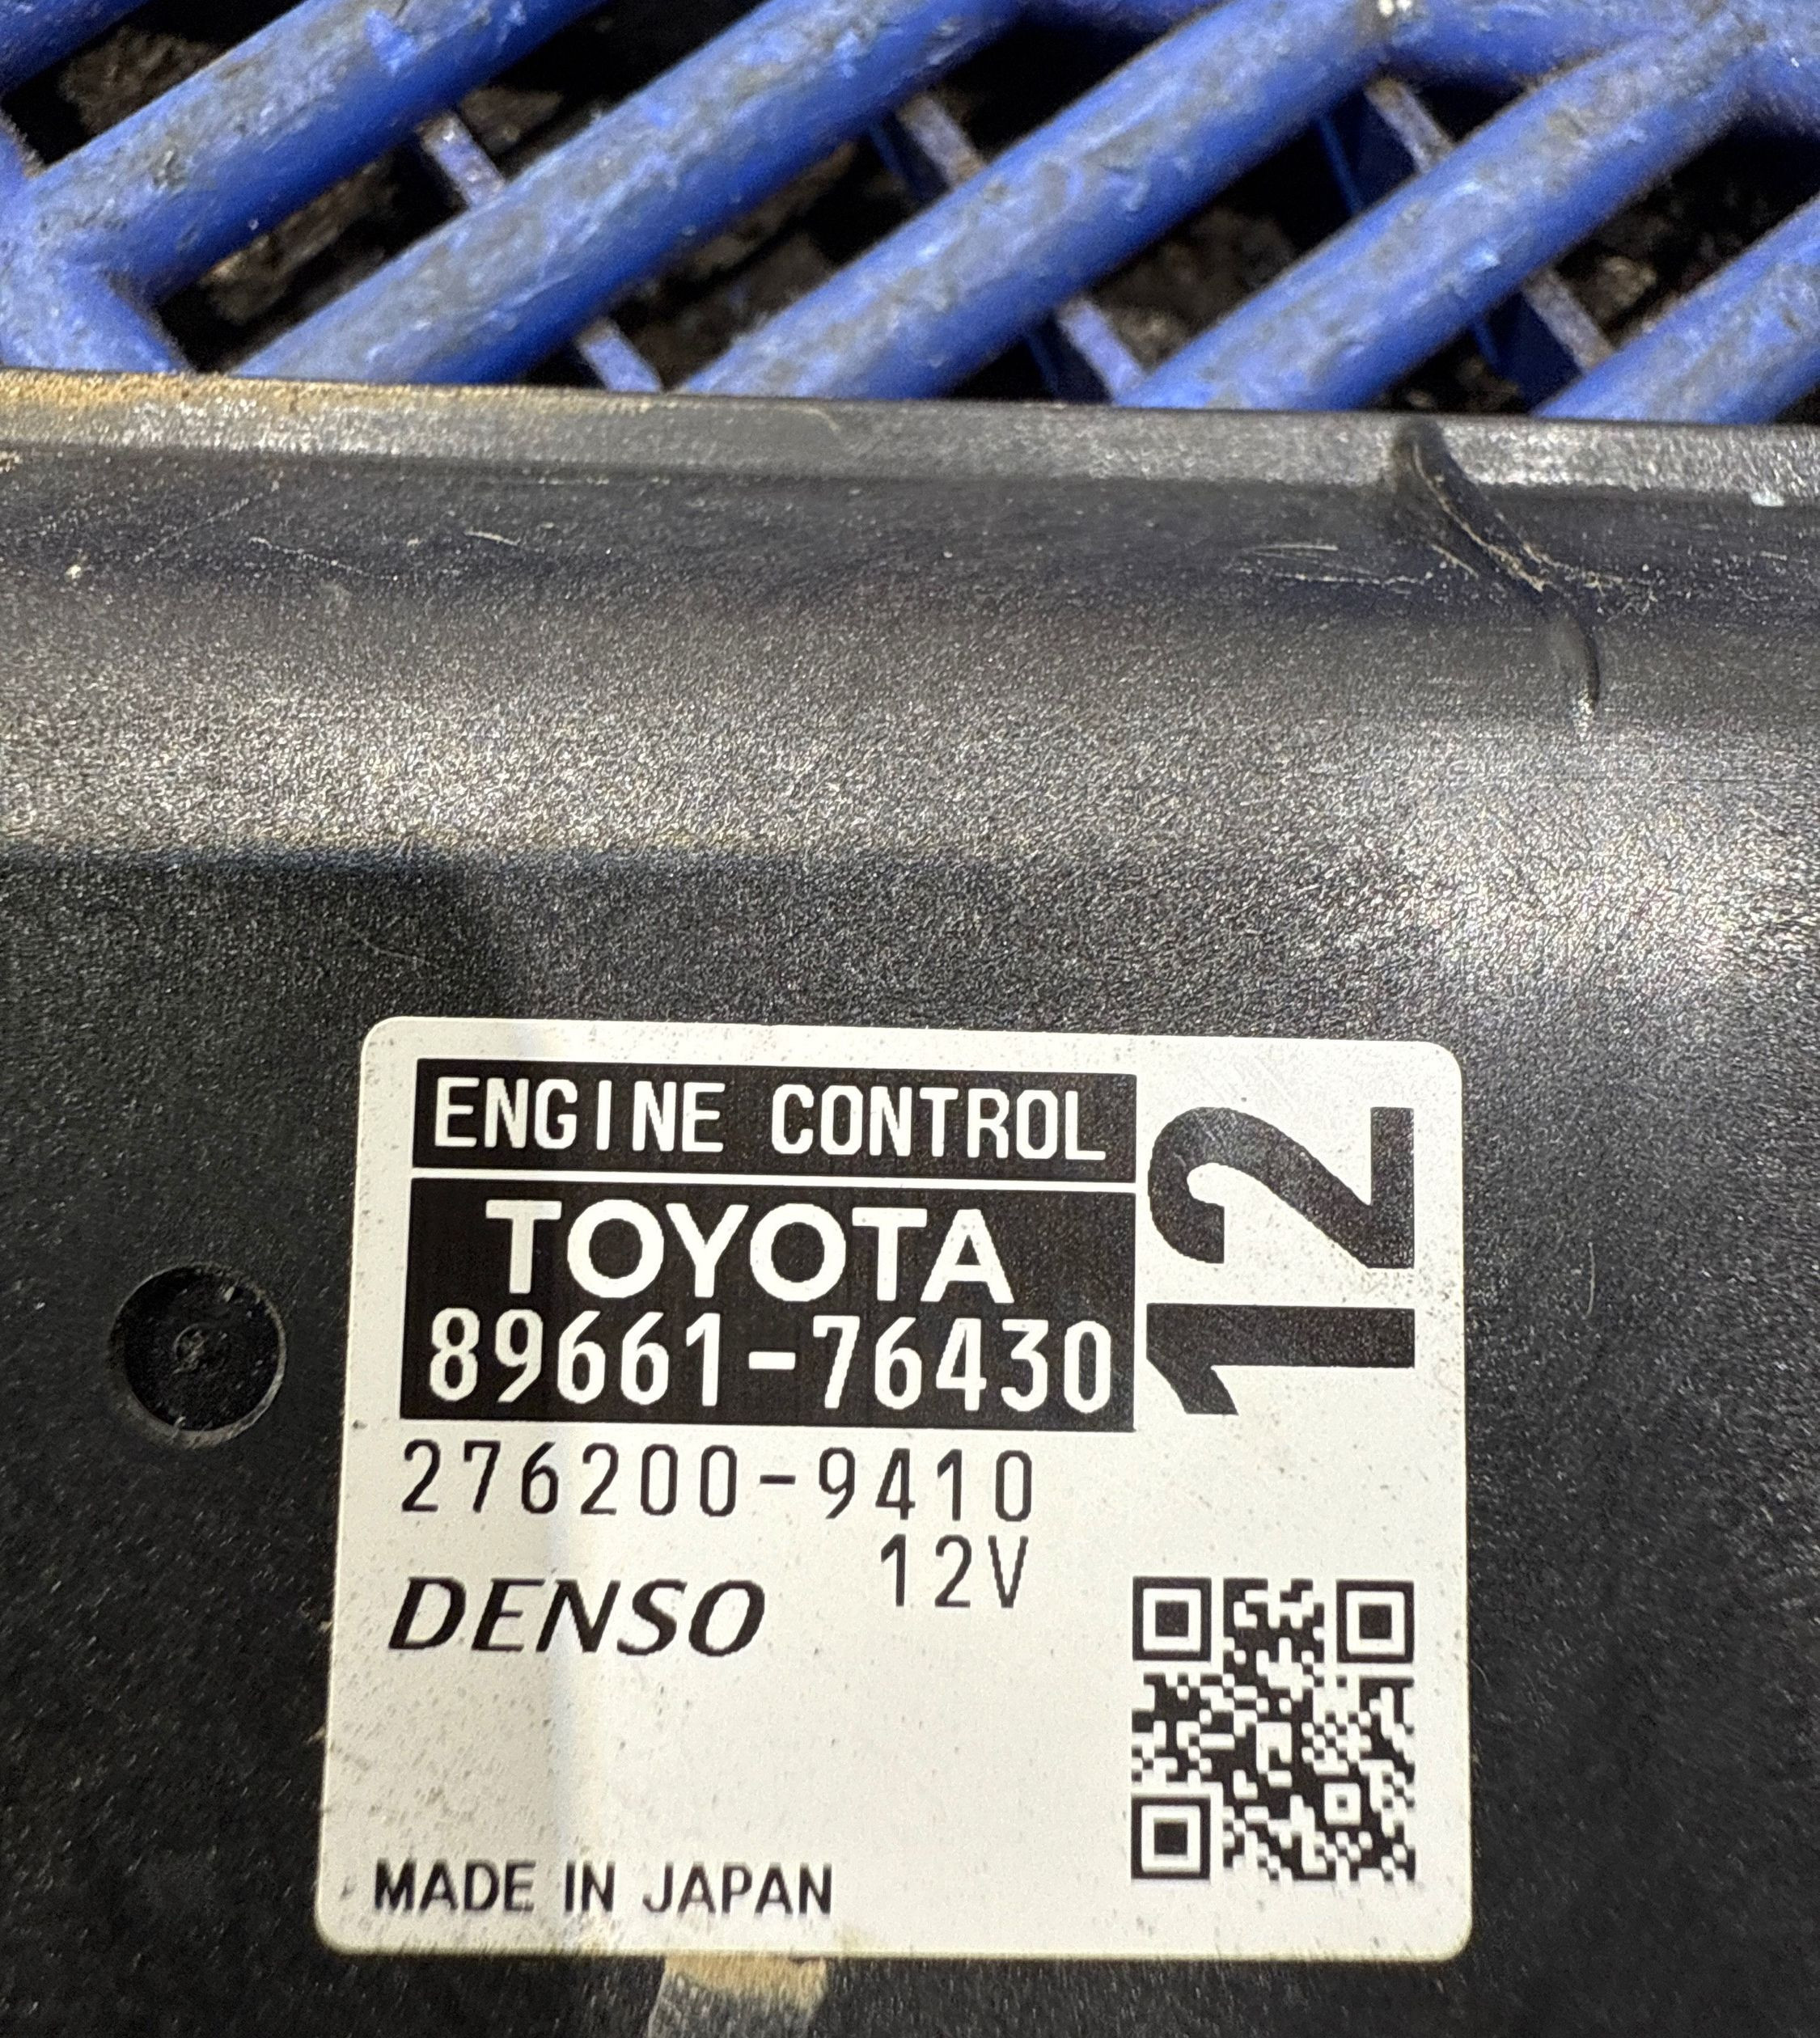 ENGINE CONTROL
TOYOTA
89661-76430
12
276200-9410
12V
DENSO
MADE IN JAPAN